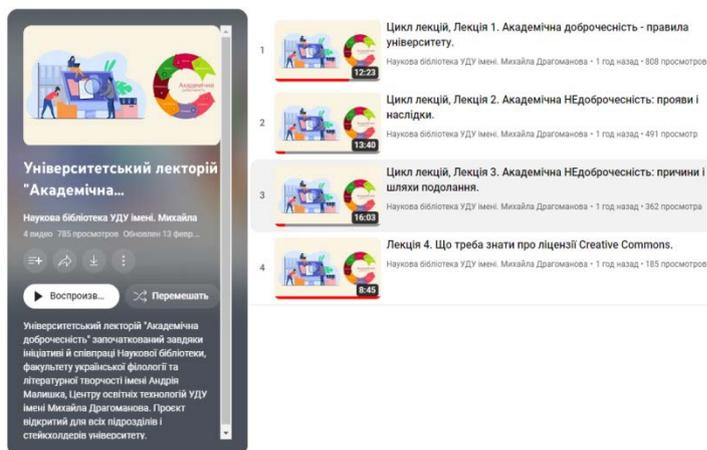 Академічна
Університетський лекторій
"Академічна...
Наукова бібліотека УДУ імені. Михайла
4 видео 785 просмотров Обновлен 13 февр...
Воспроизв...
Перемешать
Університетський лекторій "Академічна
доброчесність" започаткований завдяки
ініціативі й співпраці Наукової бібліотеки,
факультету української філології та
літературної творчості імені Андрія
Малишка, Центру освітніх технологій УДУ
імені Михайла Драгоманова. Проєкт
відкритий для всіх підрозділів і
стейкхолдерів університету.
1
12:23
Цикл лекцій, Лекція 1. Академічна доброчесність - правила
університету.
Наукова бібліотека УДУ імені. Михайла Драгоманова • 1 год назад • 808 просмотров
2
13:40
Цикл лекцій, Лекція 2. Академічна НЕдоброчесність: прояви і
наслідки.
Наукова бібліотека УДУ імені. Михайла Драгоманова • 1 год назад • 491 просмотр
3
16:03
Цикл лекцій, Лекція 3. Академічна НЕдоброчесність: причини і
шляхи подолання.
Наукова бібліотека УДУ імені. Михайла Драгоманова • 1 год назад • 362 просмотра
4
8:45
Лекція 4. Що треба знати про ліцензії Creative Commons.
Наукова бібліотека УДУ імені. Михайла Драгоманова • 1 год назад • 185 просмотров